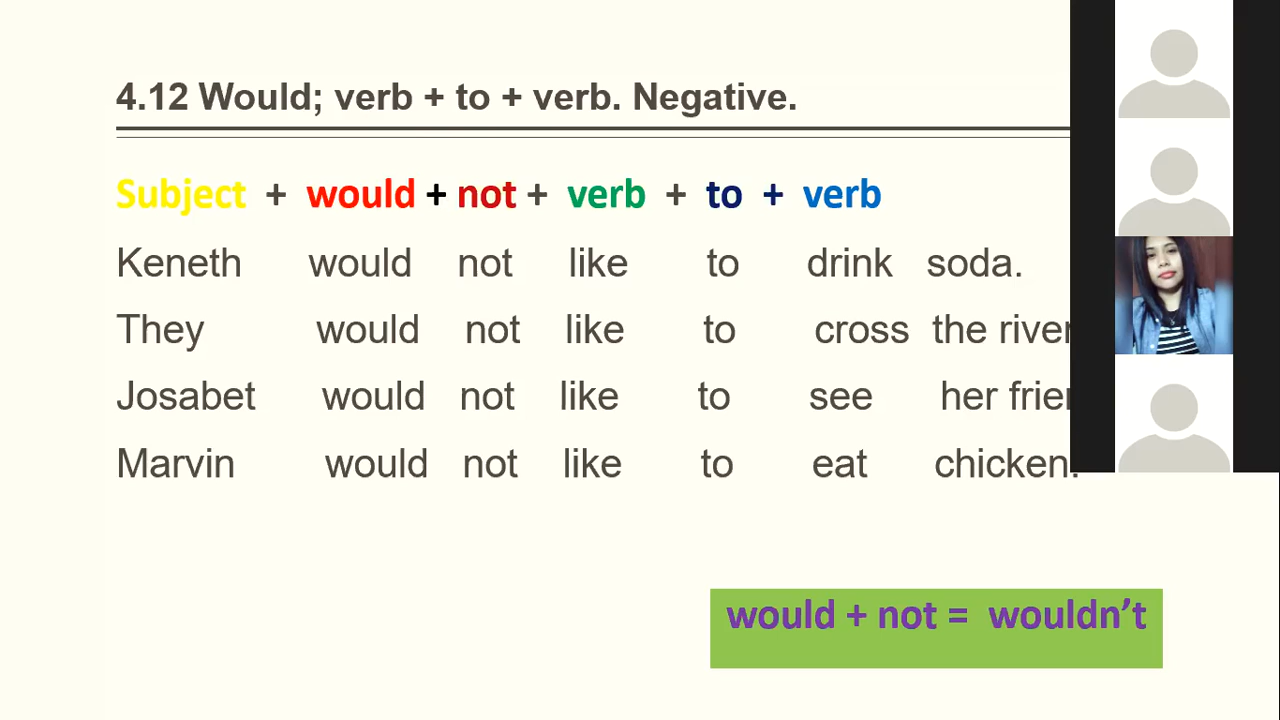 4.12 Would; verb + to + verb. Negative.
Subject + would + not + verb + to + verb
Keneth would not like to drink soda.
They would not like to cross the river
Josabet would not like to see her
Marvin would not like to eat chicken.
would + not = wouldn’t